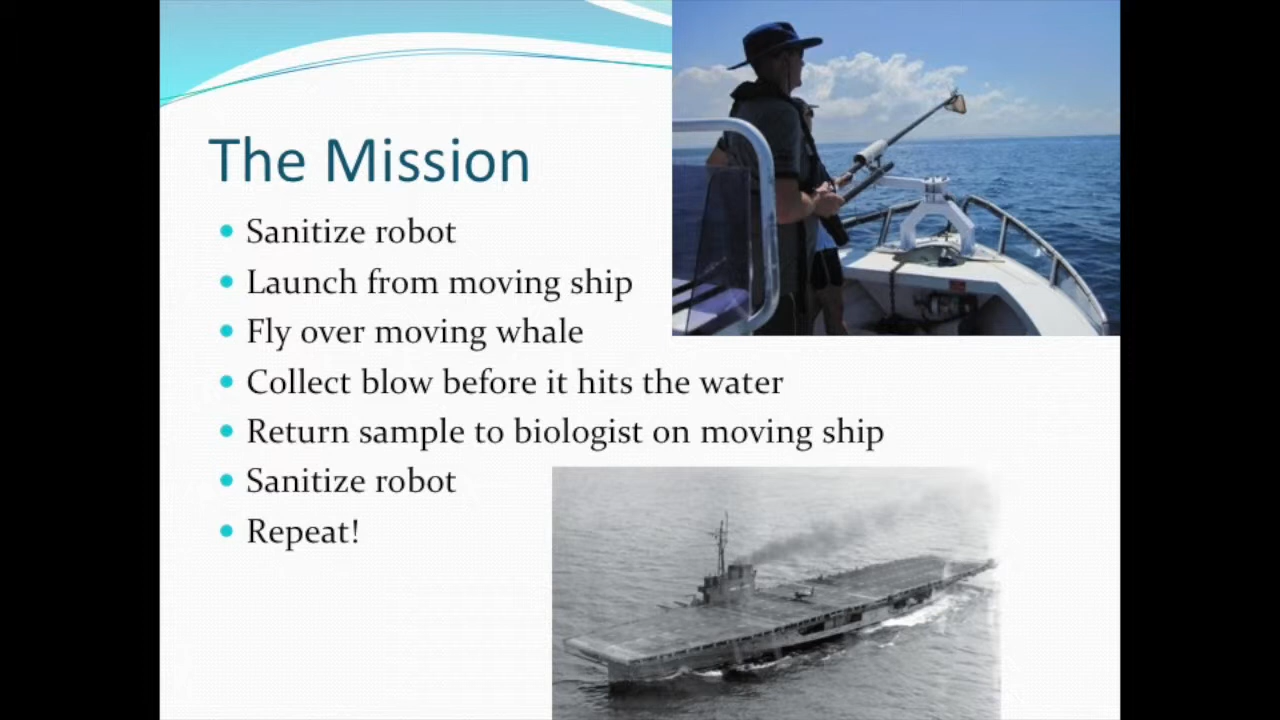 The Mission
Sanitize robot
Launch from moving ship
Fly over moving whale
Collect blow before it hits the water
Return sample to biologist on moving ship
Sanitize robot
Repeat!